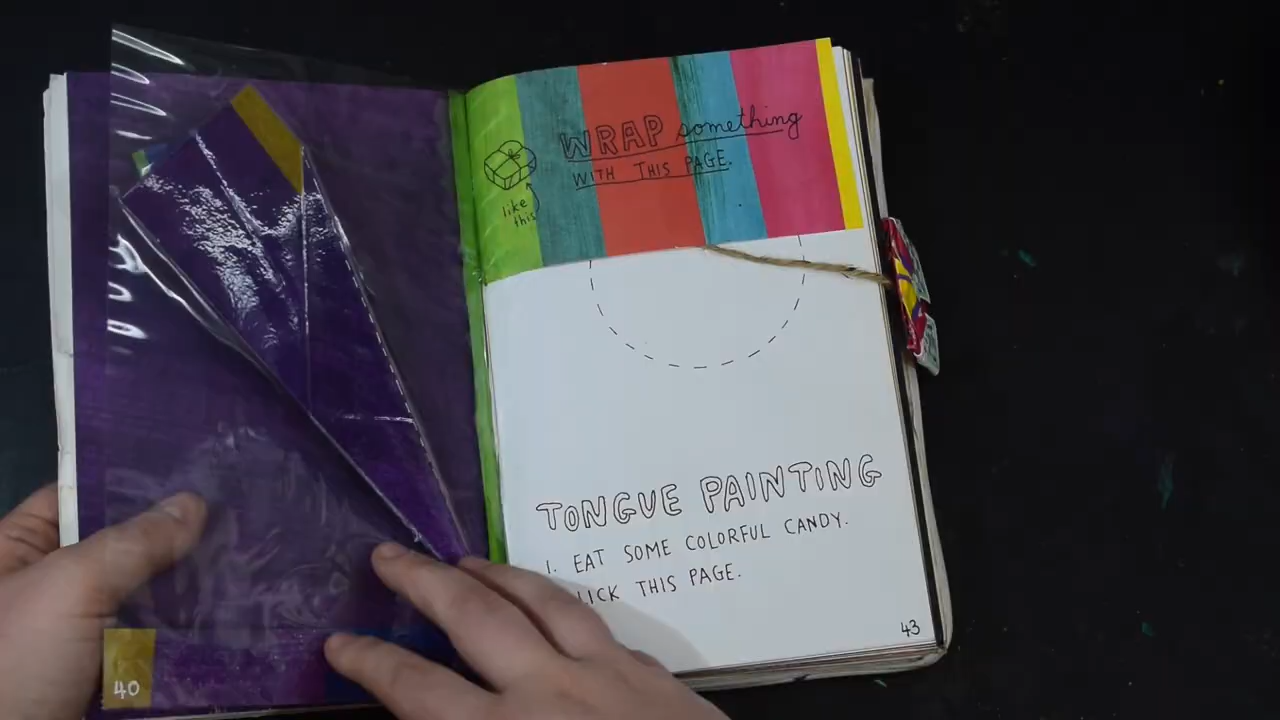 WRAP something
WITH THIS PAGE.
like
this
TONGUE PAINTING
1. EAT SOME COLORFUL CANDY.
LICK THIS PAGE.
43
40